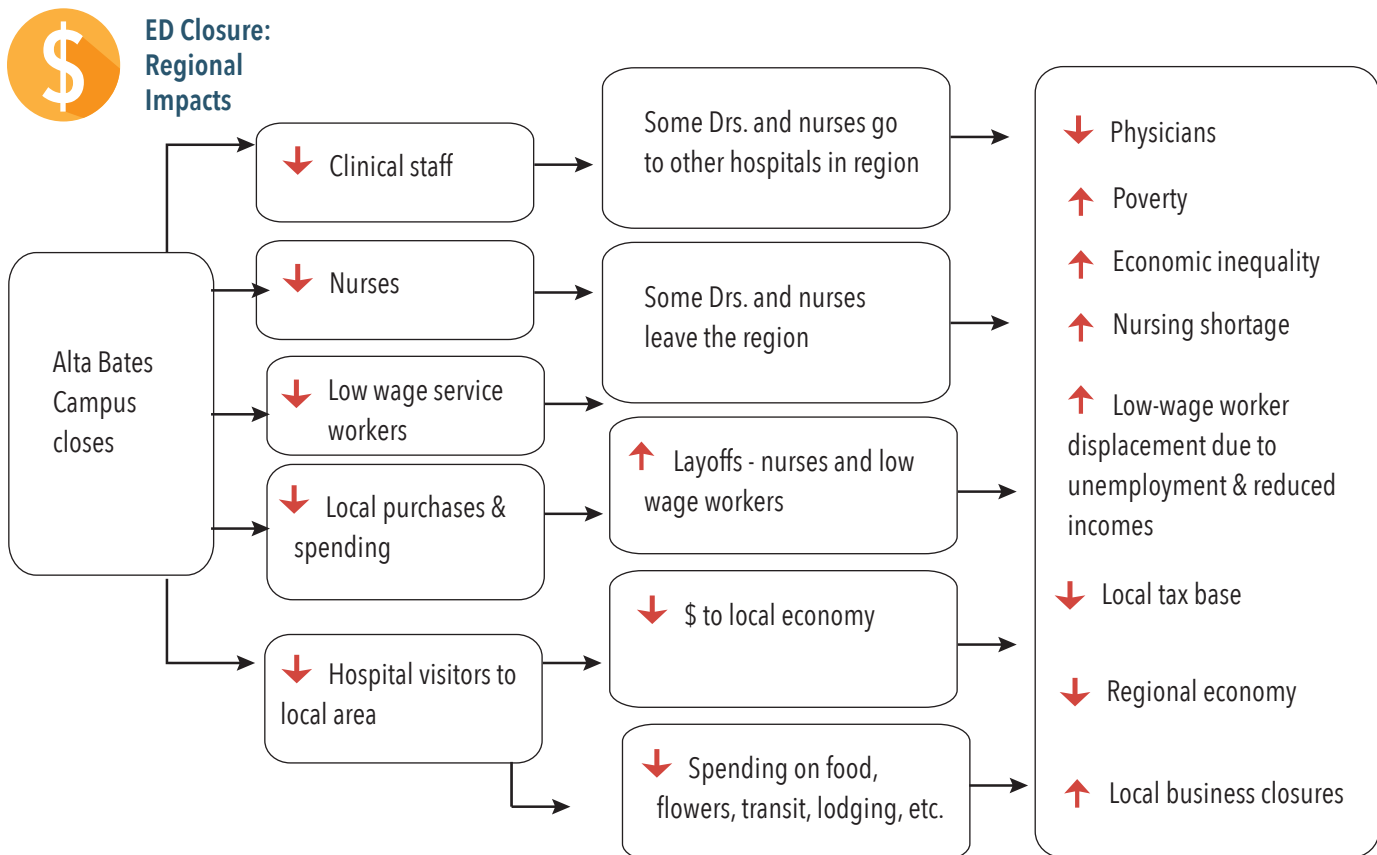 $
ED Closure:
Regional
Impacts
Alta Bates
Campus
closes
Clinical staff
Nurses
Low wage service
workers
Local purchases &
spending
Hospital visitors to
local area
Some Drs. and nurses go
to other hospitals in region
Some Drs. and nurses
leave the region
Layoffs - nurses and low
wage workers
$ to local economy
Spending on food,
flowers, transit, lodging, etc.
Physicians
Poverty
Economic inequality
Nursing shortage
Low-wage worker
displacement due to
unemployment & reduced
incomes
Local tax base
Regional economy
Local business closures